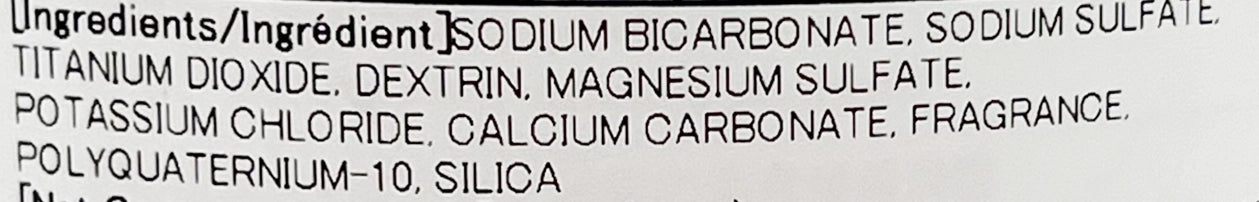 [Ingredients/Ingrédient]SODIUM BICARBONATE, SODIUM SULFATE,
TITANIUM DIOXIDE, DEXTRIN, MAGNESIUM SULFATE,
POTASSIUM CHLORIDE, CALCIUM CARBONATE, FRAGRANCE,
POLYQUATERNIUM-10, SILICA